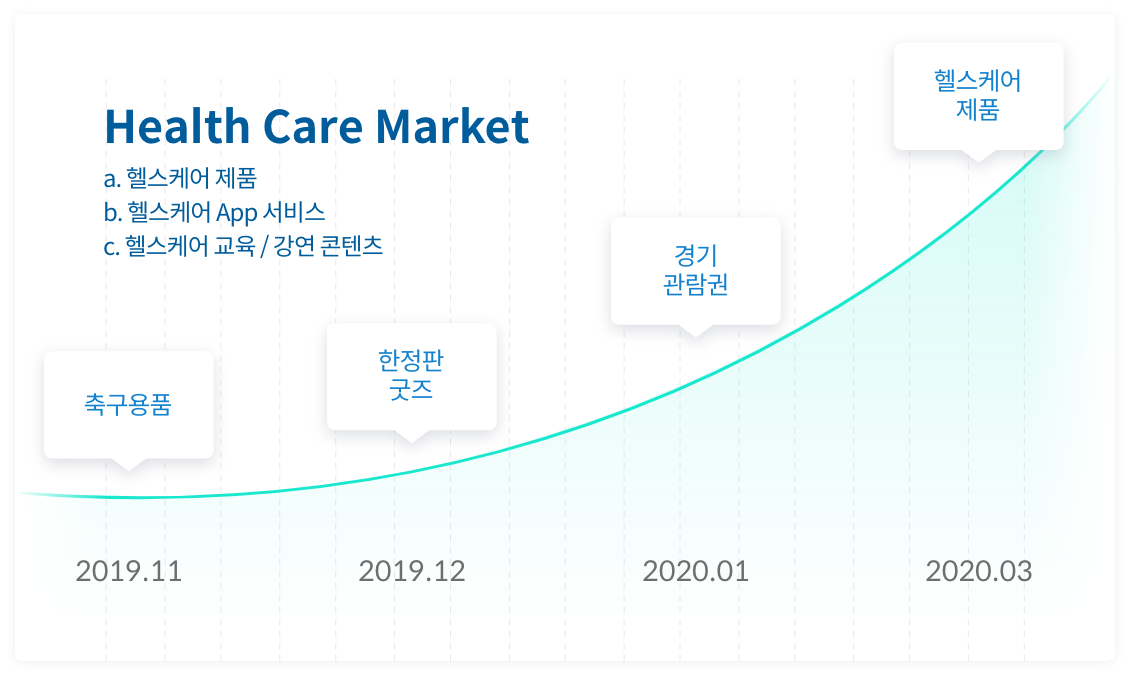 Health Care Market
a. 헬스케어 제품
b. 헬스케어 App 서비스
c. 헬스케어 교육 / 강연 콘텐츠
축구용품
한정판
굿즈
경기
관람권
헬스케어
제품
2019.11
2019.12
2020.01
2020.03